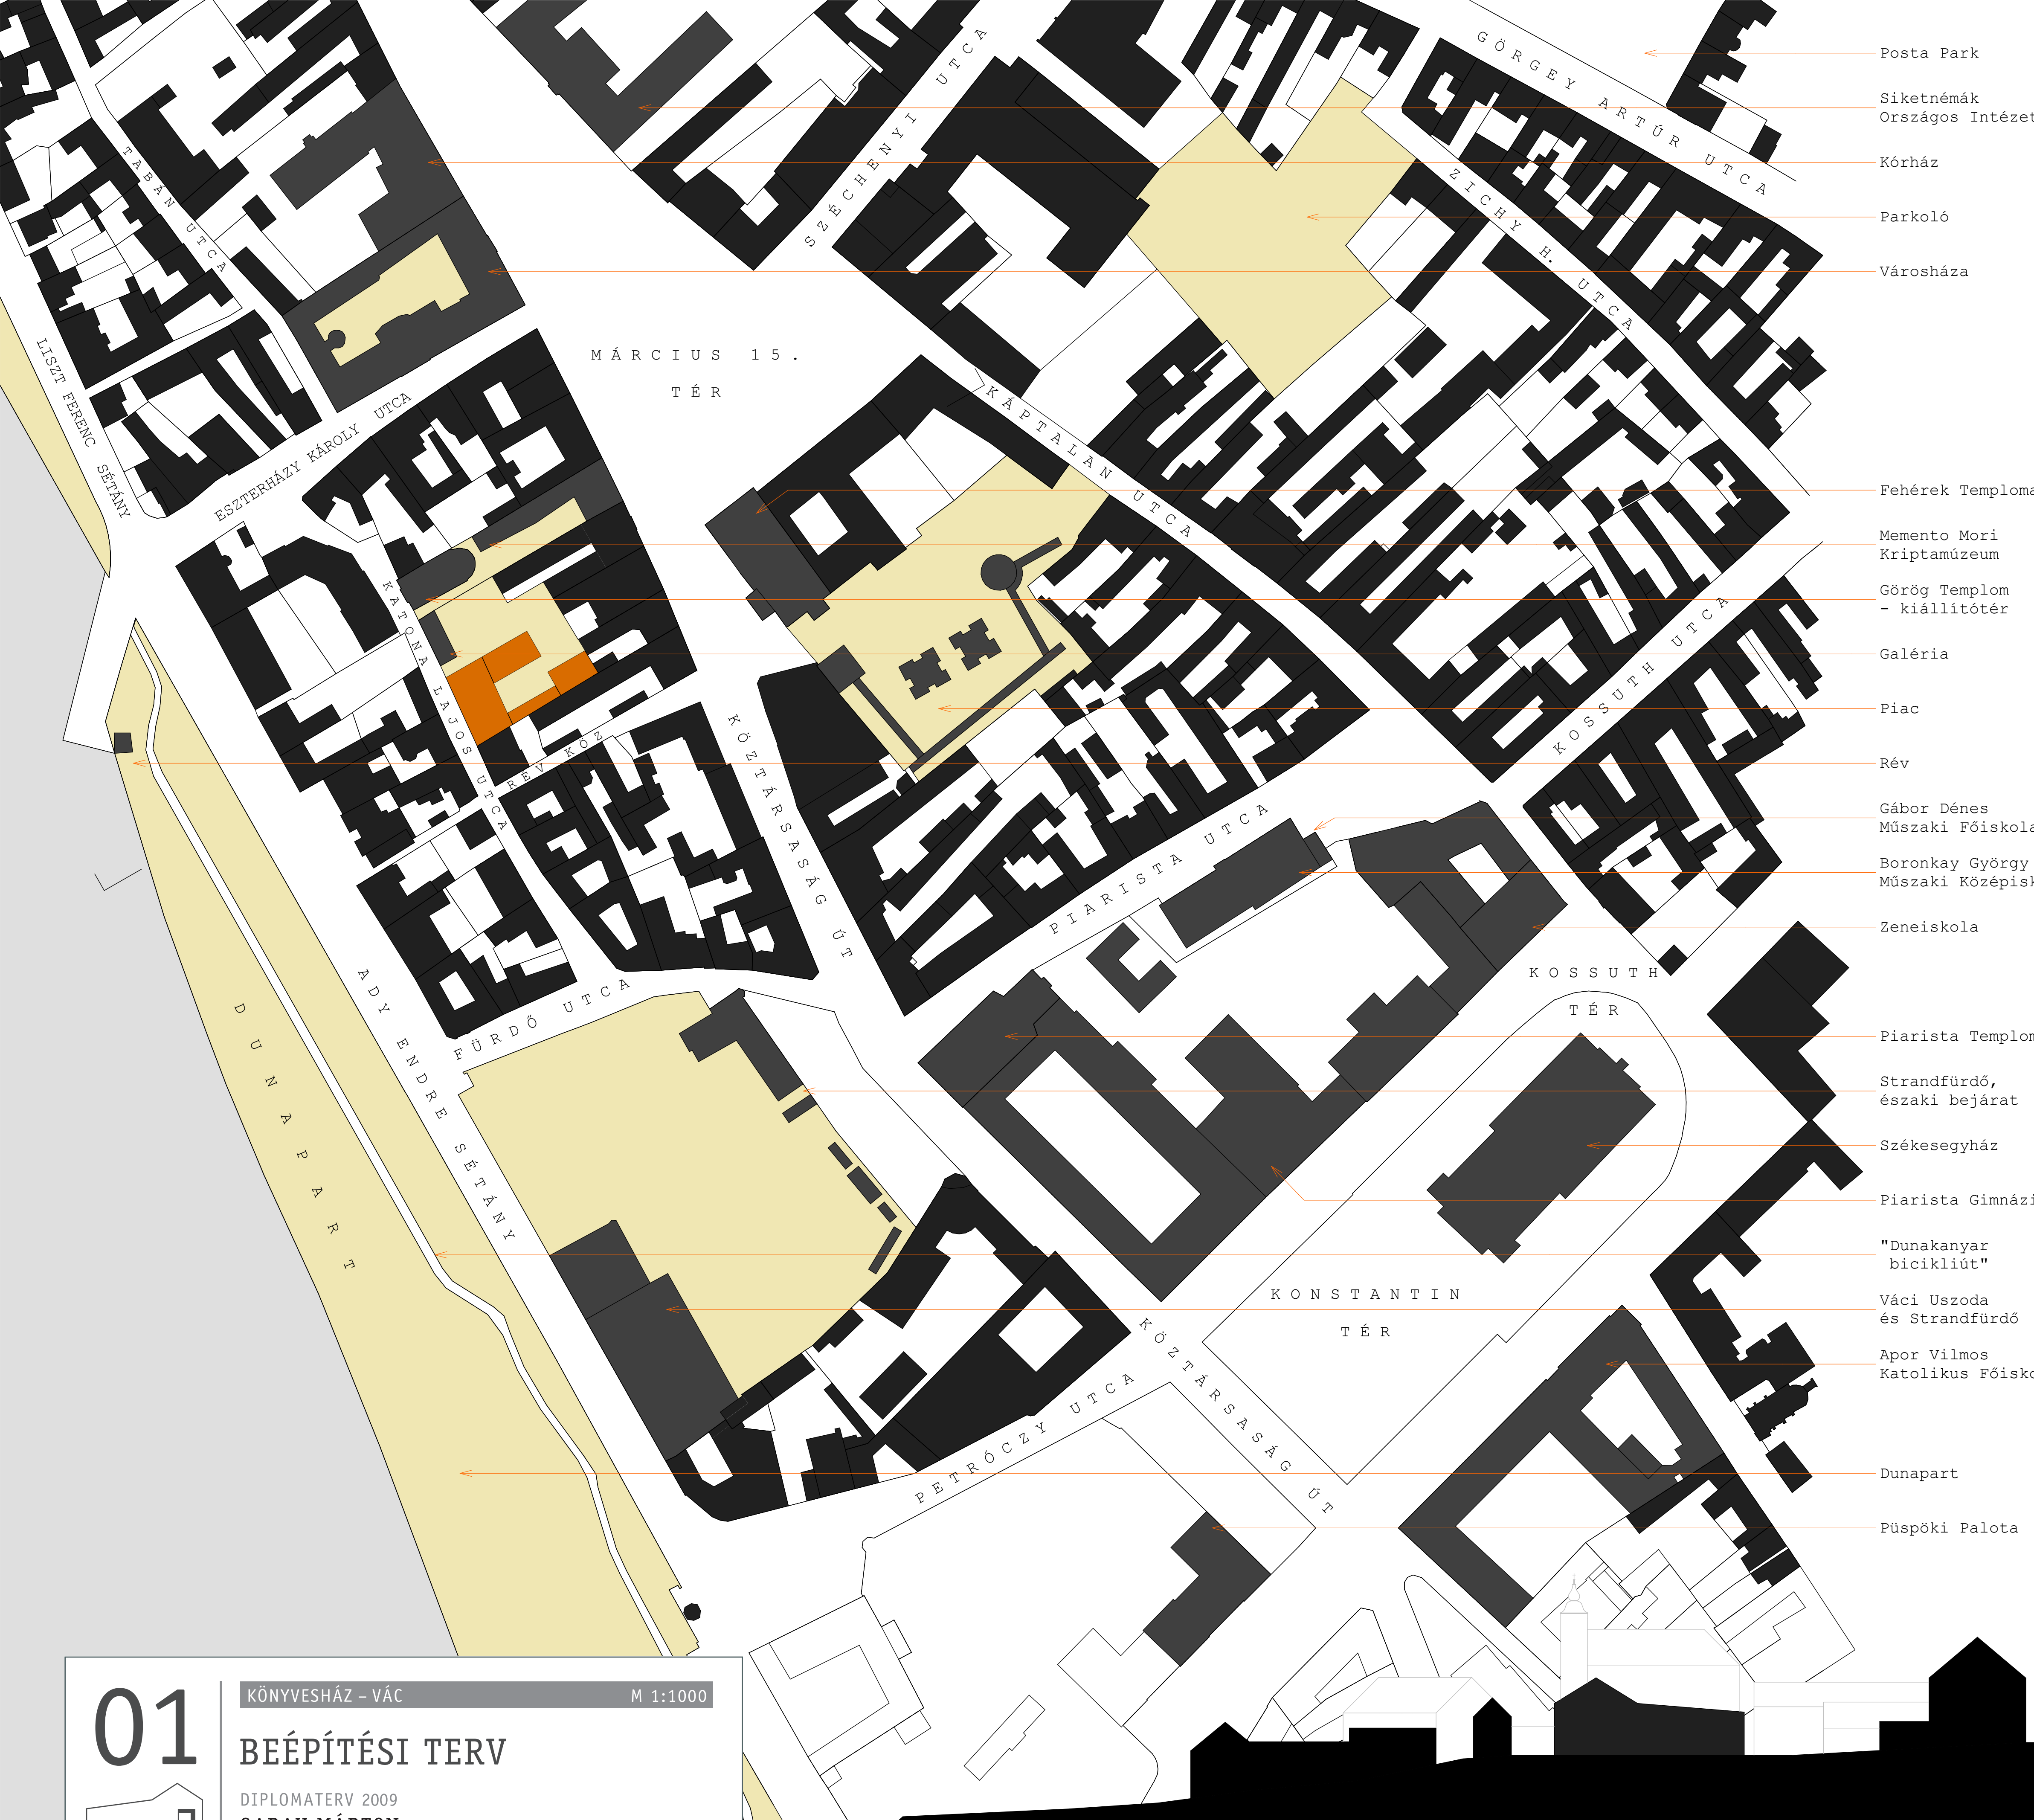 GÖRGEY ARTÚR UTCA
SZÉCHENYI UTCA
ZICHY H. UTCA
TABÁN UTCA
LISZT FERENC SÉTÁNY
ESZTERHÁZY KÁROLY UTCA
MÁRCIUS 15.
TÉR
KÁPTALAN UTCA
KATONA LAJOS UTCA
RÉV KÖZ
KÖZTÁRSASÁG ÚT
KOSSUTH UTCA
PIARISTA UTCA
FÜRDŐ UTCA
ADY ENDRE SÉTÁNY
DUNAPART
KOSSUTH
TÉR
KONSTANTIN
TÉR
KÖZTÁRSASÁG ÚT
PETRÓCZY UTCA
Posta Park
Siketnémák
Országos Intézet
Kórház
Parkoló
Városháza
Fehérek Temploma
Memento Mori
Kriptamúzeum
Görög Templom
- kiállítótér
Galéria
Piac
Rév
Gábor Dénes
Műszaki Főiskola
Boronkay György
Műszaki Középisk
Zeneiskola
Piarista Templom
Strandfürdő,
északi bejárat
Székesegyház
Piarista Gimnázi
"Dunakanyar
bicikliút"
Váci Uszoda
és Strandfürdő
Apor Vilmos
Katolikus Főisko
Dunapart
Püspöki Palota
01
KÖNYVESHÁZ – VÁC M 1:1000
BEÉPÍTÉSI TERV
DIPLOMATERV 2009